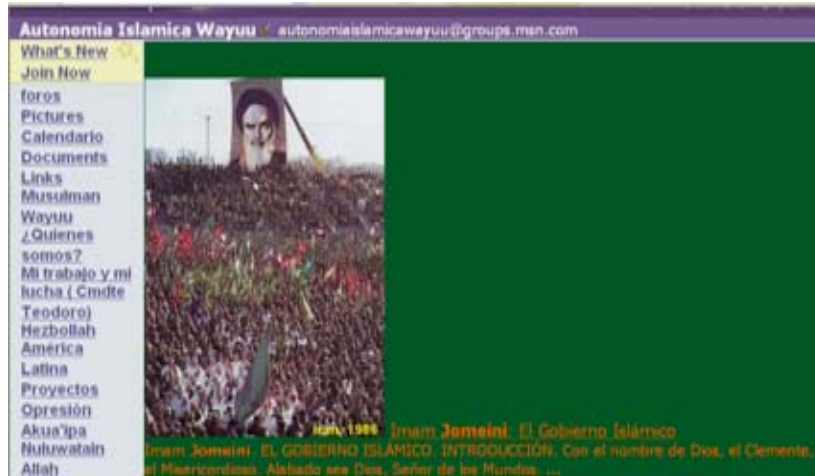 Autonomia Islamica Wayuu autonomiaislamicawayuu@groups.msn.com
What's New
Join Now
foros
Pictures
Calendario
Documents
Links
Musulman
Wayuu
¿Quienes
somos?
Mi trabajo y mi
lucha ( Cmdte
Teodoro)
Hezbollah
América
Latina
Proyectos
Opresión
Akua'ipa
Nuluwatain
Allah
1986 Imam Jomeini. El Gobierno Islámico
Imam Jomeini. EL GOBIERNO ISLÁMICO. INTRODUCCIÓN. Con el nombre de Dios, el Clemente,
el Misericordioso. Alabado sea Dios, Señor de los Mundos. ...